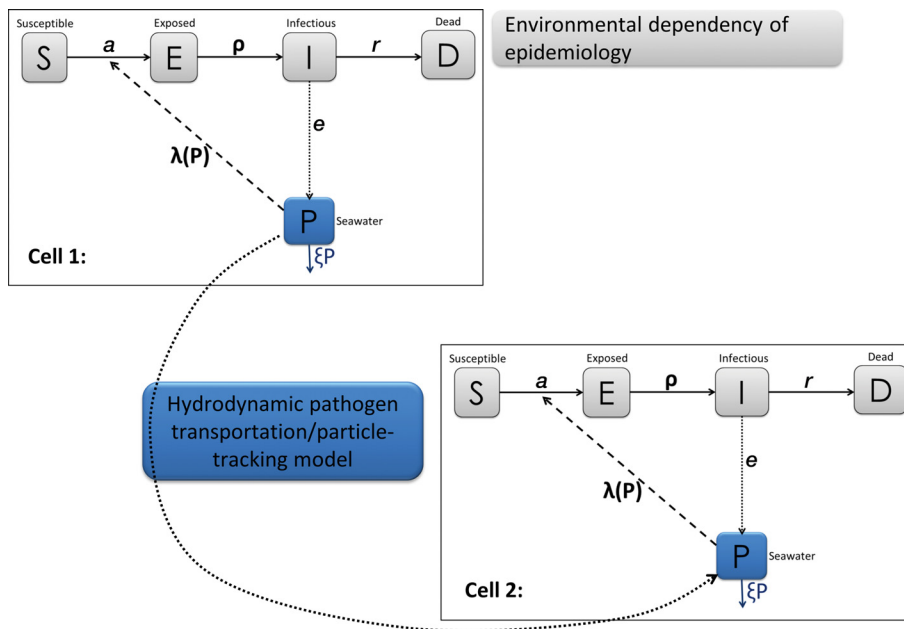 Susceptible
Exposed
Infectious
Dead
S
a
E
ρ
I
r
D
Environmental dependency of
epidemiology
e
λ(P)
P
Seawater
ξP
Cell 1:
Susceptible
Exposed
Infectious
Dead
S
a
E
ρ
I
r
D
Hydrodynamic pathogen
transportation/particle-
tracking model
e
λ(P)
P
Seawater
ξP
Cell 2: